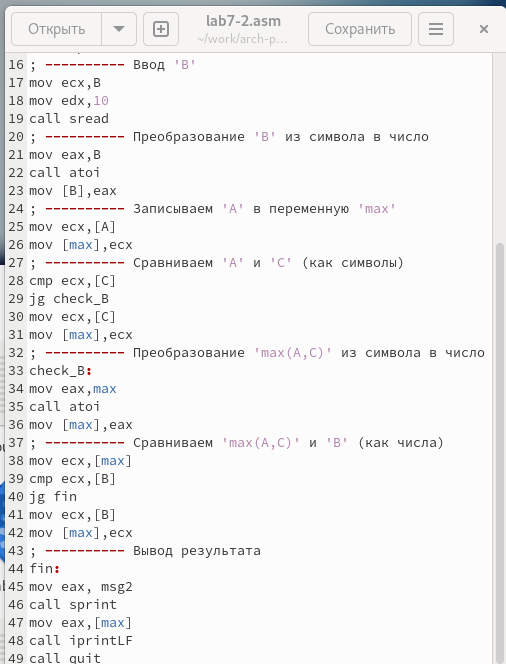 Открыть
lab7-2.asm
~/work/arch-p...
Сохранить
16 ; ---------- Ввод 'B'
17 mov ecx,B
18 mov edx,10
19 call sread
20 ; ---------- Преобразование 'B' из символа в число
21 mov eax,B
22 call atoi
23 mov [B],eax
24 ; ---------- Записываем 'A' в переменную 'max'
25 mov ecx,[A]
26 mov [max],ecx
27 ; ---------- Сравниваем 'A' и 'C' (как символы)
28 cmp ecx,[C]
29 jg check_B
30 mov ecx,[C]
31 mov [max],ecx
32 ; ---------- Преобразование 'max(A,C)' из символа в число
33 check_B:
34 mov eax,max
35 call atoi
36 mov [max],eax
37 ; ---------- Сравниваем 'max(A,C)' и 'B' (как числа)
38 mov ecx,[max]
39 cmp ecx,[B]
40 jg fin
41 mov ecx,[B]
42 mov [max],ecx
43 ; ---------- Вывод результата
44 fin:
45 mov eax, msg2
46 call sprint
47 mov eax,[max]
48 call iprintLF
49 call quit